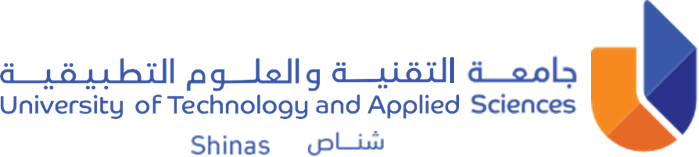 جامعة التقنية والعلوم التطبيقية
University of Technology and Applied Sciences
Shinas شناص